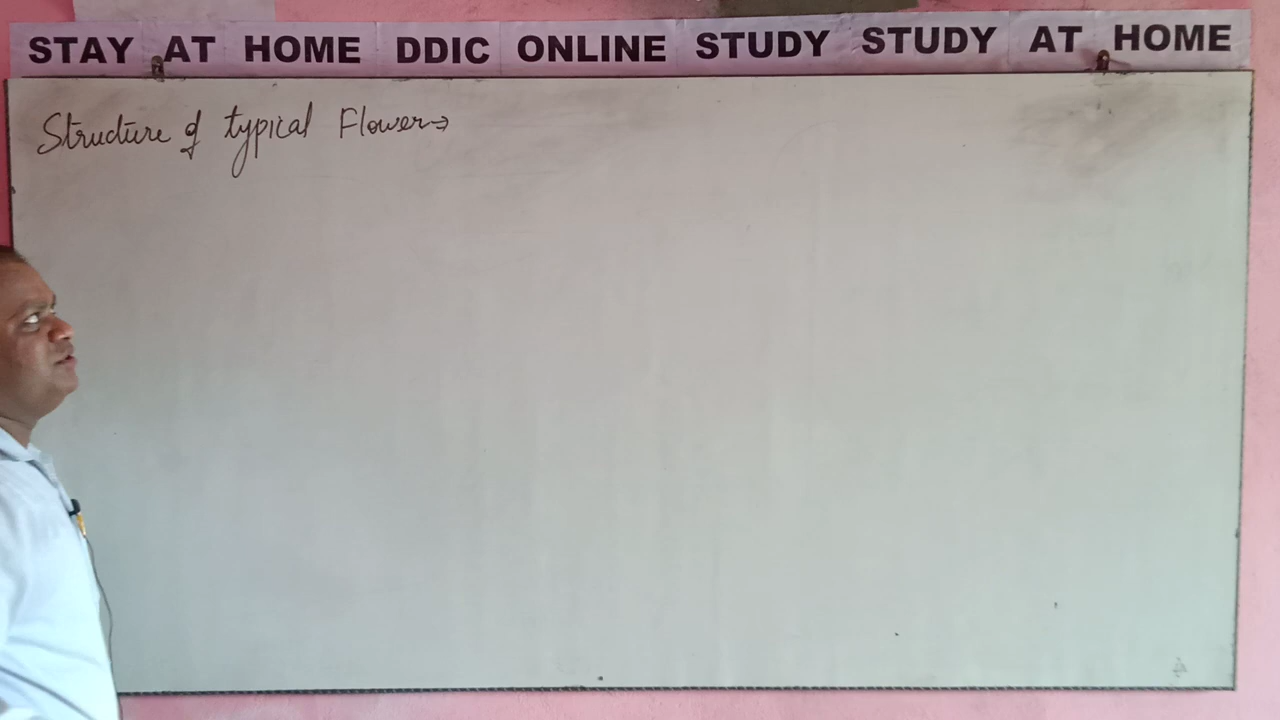 STAY AT HOME DDIC ONLINE STUDY STUDY AT HOME
Structure of typical Flower→